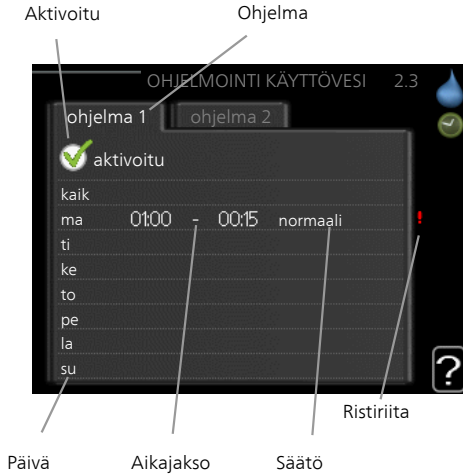 Aktivoitu Ohjelma
OHJELMOINTI KÄYTTÖVESI 2.3
ohjelma 1 ohjelma 2
aktivoitu
kaik
ma 01:00 - 00:15 normaali !
ti
ke
to
pe
la
su
?
Ristiriita
Päivä Aikajakso Säätö